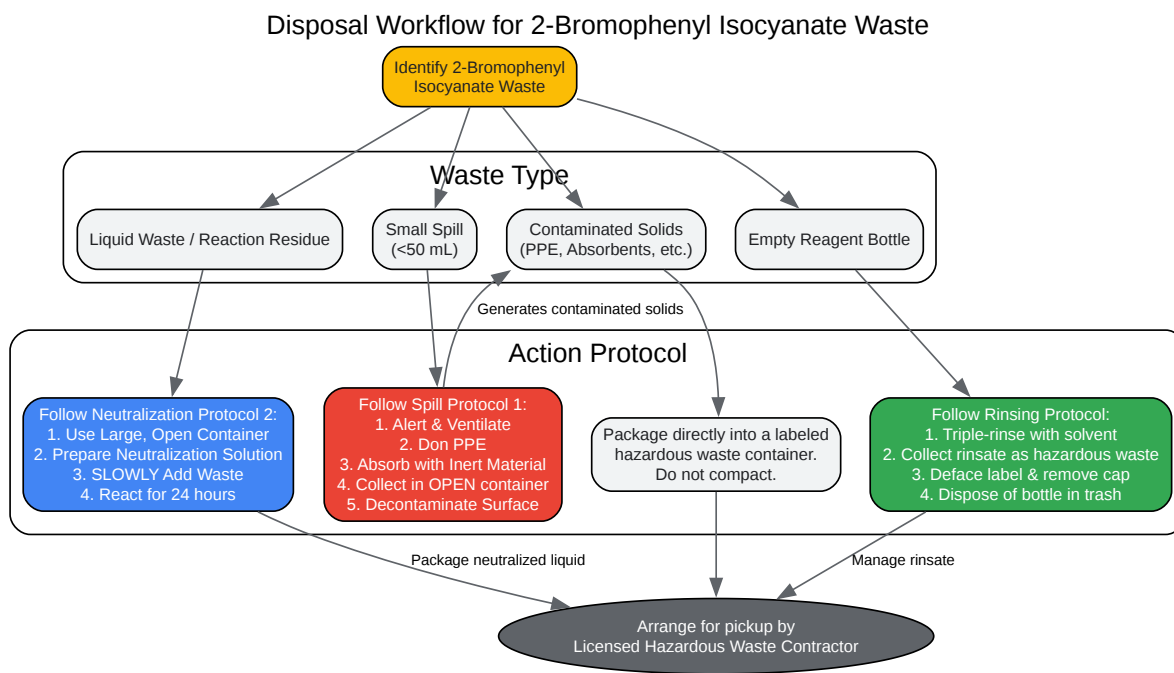 Disposal Workflow for 2-Bromophenyl Isocyanate Waste
Identify 2-Bromophenyl
Isocyanate Waste
Waste Type
Liquid Waste / Reaction Residue
Small Spill
(<50 mL)
Contaminated Solids
(PPE, Absorbents, etc.)
Empty Reagent Bottle
Generates contaminated solids
Action Protocol
Follow Neutralization Protocol 2:
1. Use Large, Open Container
2. Prepare Neutralization Solution
3. SLOWLY Add Waste
4. React for 24 hours
Follow Spill Protocol 1:
1. Alert & Ventilate
2. Don PPE
3. Absorb with Inert Material
4. Collect in OPEN container
5. Decontaminate Surface
Package directly into a labeled
hazardous waste container.
Do not compact.
Follow Rinsing Protocol:
1. Triple-rinse with solvent
2. Collect rinsate as hazardous waste
3. Deface label & remove cap
4. Dispose of bottle in trash
Package neutralized liquid
Manage rinsate
Arrange for pickup by
Licensed Hazardous Waste Contractor